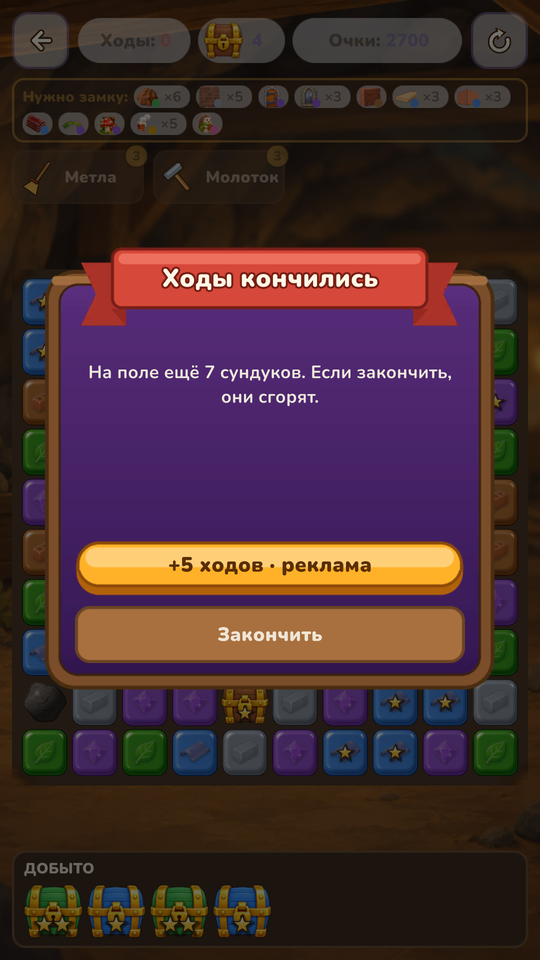 Ходы: 0
4
Очки: 2700
Нужно замку:
×6
×5
×3
×3
×3
×5
3
Метла
3
Молоток
Ходы кончились
На поле ещё 7 сундуков. Если закончить,
они сгорят.
+5 ходов · реклама
Закончить
ДОБЫТО